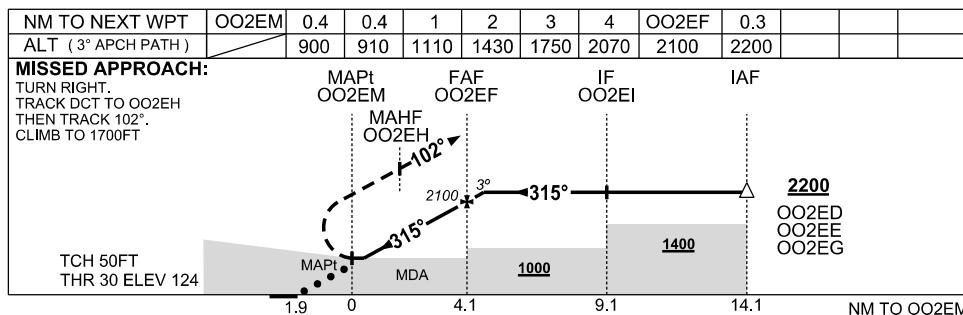 NM TO NEXT WPT OO2EM 0.4 0.4 1 2 3 4 OO2EF 0.3
ALT ( 3° APCH PATH ) 900 910 1110 1430 1750 2070 2100 2200
MISSED APPROACH:
TURN RIGHT.
TRACK DCT TO OO2EH
THEN TRACK 102°.
CLIMB TO 1700FT
MAPt
OO2EM
FAF
OO2EF
IF
OO2EI
IAF
MAHF
OO2EH
102°
2100
3°
315°
315°
2200
OO2ED
OO2EE
OO2EG
1400
1000
MDA
MAPt
TCH 50FT
THR 30 ELEV 124
1.9 0 4.1 9.1 14.1 NM TO OO2EM